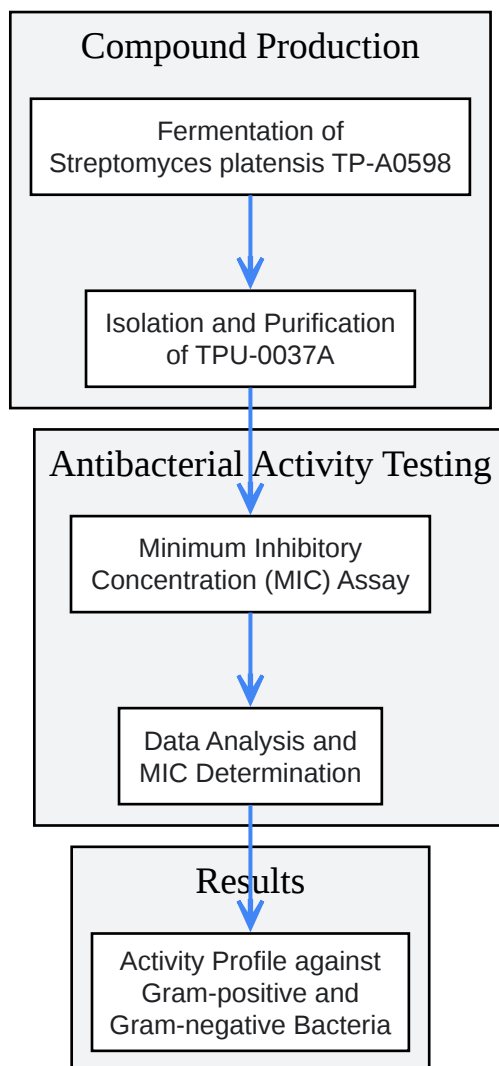 Compound Production
Fermentation of
Streptomyces platensis TP-A0598
Isolation and Purification
of TPU-0037A
Antibacterial Activity Testing
Minimum Inhibitory
Concentration (MIC) Assay
Data Analysis and
MIC Determination
Results
Activity Profile against
Gram-positive and
Gram-negative Bacteria